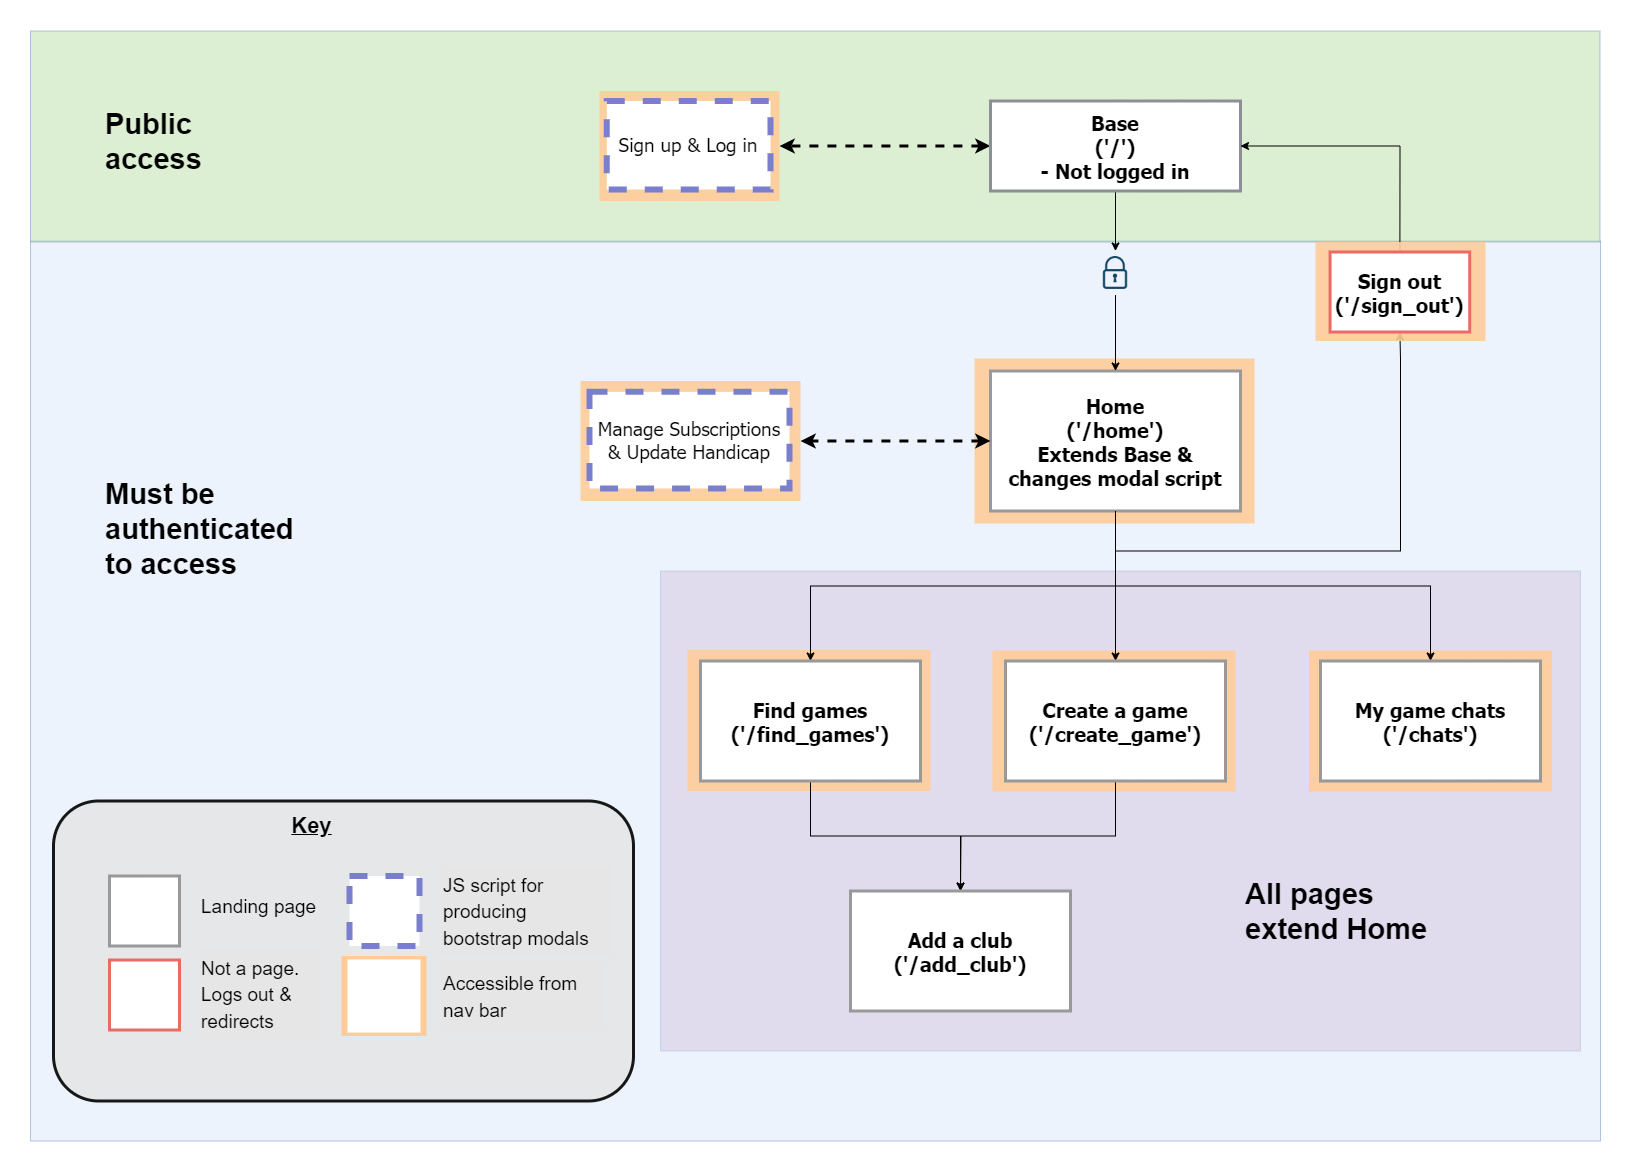 Public
access
Sign up & Log in
Base
('/')
- Not logged in
Sign out
('/sign_out')
Must be
authenticated
to access
Manage Subscriptions
& Update Handicap
Home
('/home')
Extends Base &
changes modal script
Find games
('/find_games')
Create a game
('/create_game')
My game chats
('/chats')
Add a club
('/add_club')
All pages
extend Home
Key
Landing page
JS script for
producing
bootstrap modals
Not a page.
Logs out &
redirects
Accessible from
nav bar